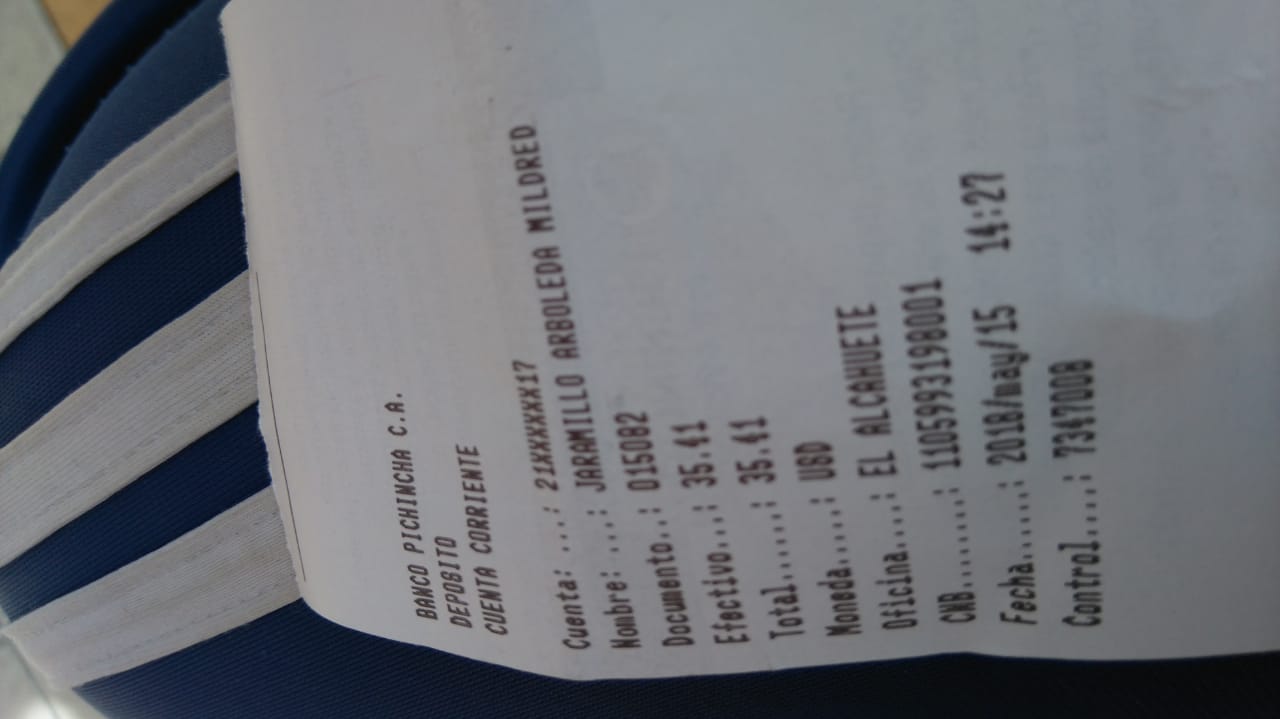 BANCO PICHINCHA C.A.
DEPOSITO
CUENTA CORRIENTE
Cuenta: ...: 21XXXXXX17
Nombre: ...: JARAMILLO ARBOLEDA MILDRED
Documento..: 015082
Efectivo...: 35.41
Total......: 35.41
Moneda.....: USD
Oficina....: EL ALCAHUETE
CNB........: 1105993198001
Fecha......: 2018/may/15 14:27
Control....: 7347008